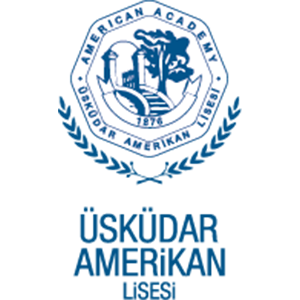 AMERICAN ACADEMY
• ÜSKÜDAR AMERİKAN LİSESİ •
1876
ÜSKÜDAR
AMERİKAN
LİSESİ